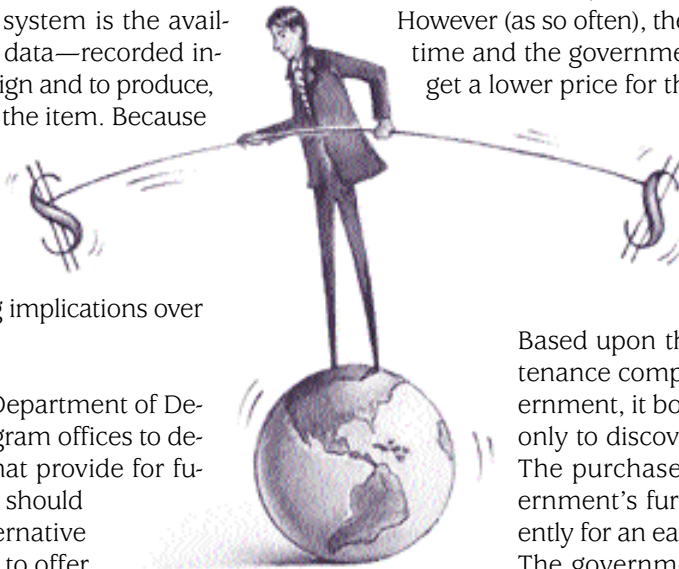 system is the avail-
data—recorded in-
ign and to produce,
the item. Because
g implications over
Department of De-
gram offices to de-
hat provide for fu-
should
ernative
to offer
However (as so often), the
time and the governme
get a lower price for th
$
$
Based upon th
tenance comp
ernment, it bo
only to discov
The purchase
ernment's fur
ently for an ea
The governme